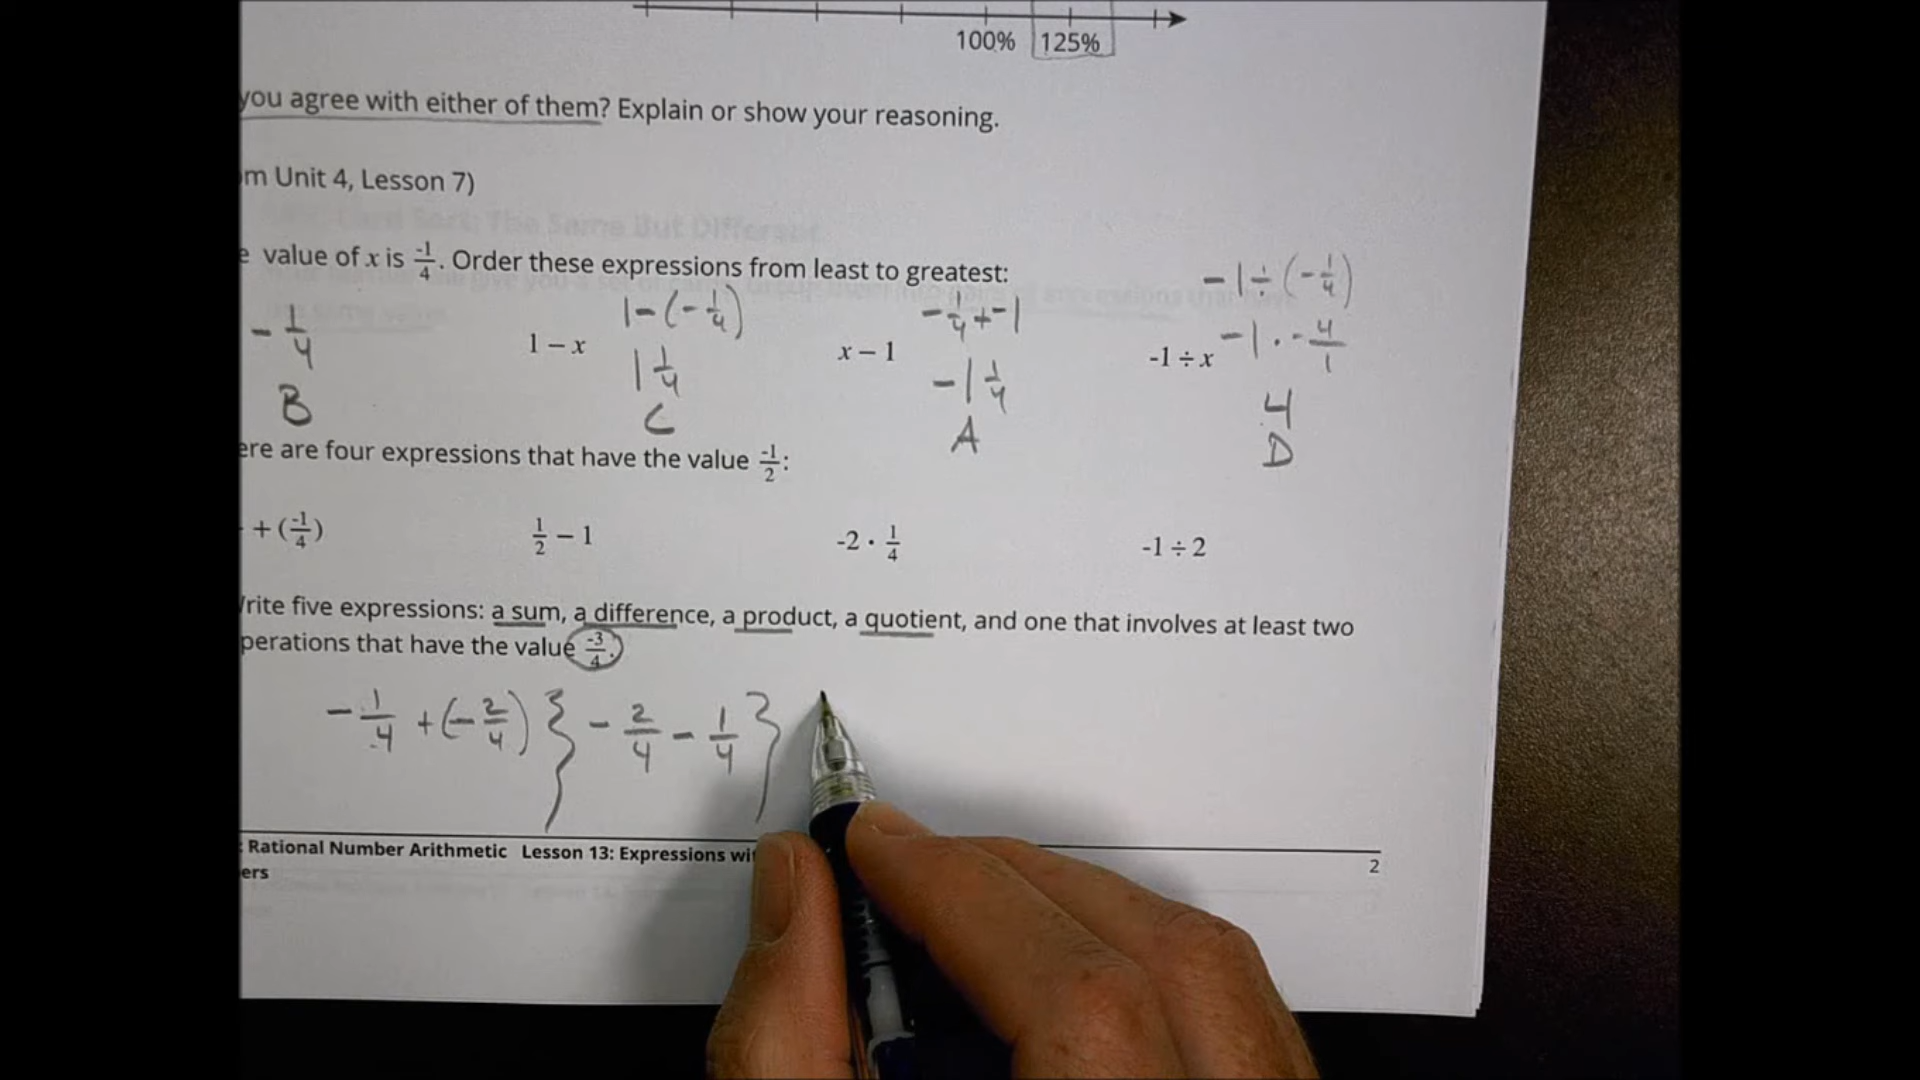 100% 125%
you agree with either of them? Explain or show your reasoning.
m Unit 4, Lesson 7)
e value of x is -1/4. Order these expressions from least to greatest:
-1/4 1 - x 1-(-1/4) x - 1 -1/4+-1 -1 ÷ x -1÷(-1/4)
1 1/4 -1 1/4 -1·-4/1
B C A 4
D
ere are four expressions that have the value -1/2:
+ (-1/4) 1/2 - 1 -2 · 1/4 -1 ÷ 2
rite five expressions: a sum, a difference, a product, a quotient, and one that involves at least two
perations that have the value -3/4.
-1/4 +(-2/4) } -2/4 - 1/4 }
: Rational Number Arithmetic Lesson 13: Expressions wi 2
ers